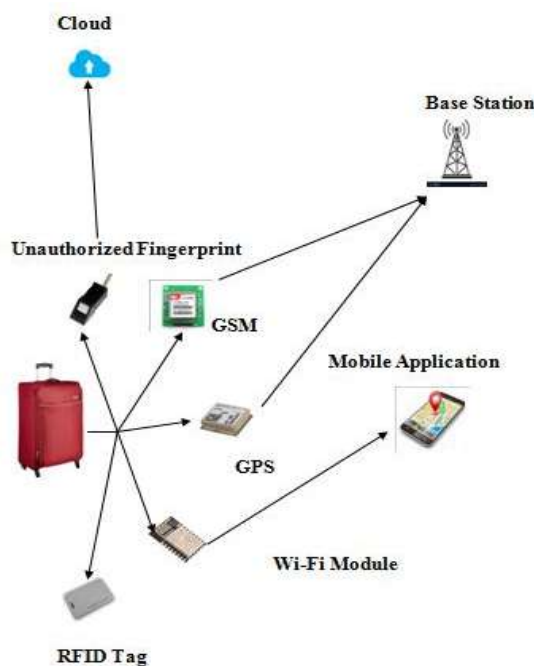 Cloud
Base Station
Unauthorized Fingerprint
GSM
Mobile Application
GPS
Wi-Fi Module
RFID Tag